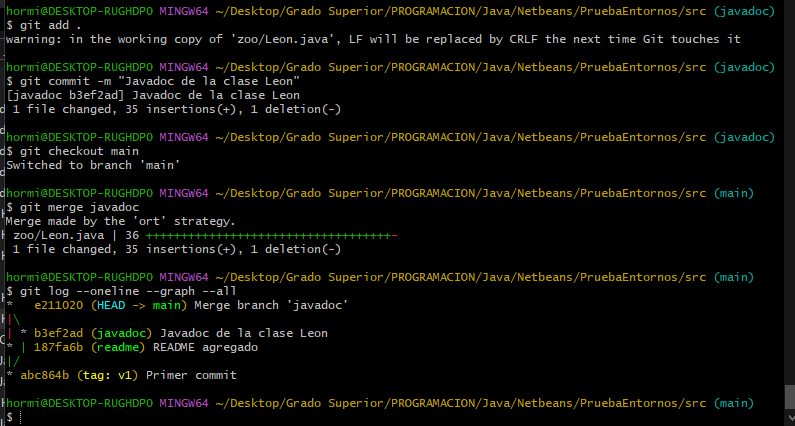 hormi@DESKTOP-RUGHDPO MINGW64 ~/Desktop/Grado Superior/PROGRAMACION/Java/Netbeans/PruebaEntornos/src (javadoc)
$ git add .
warning: in the working copy of 'zoo/Leon.java', LF will be replaced by CRLF the next time Git touches it
hormi@DESKTOP-RUGHDPO MINGW64 ~/Desktop/Grado Superior/PROGRAMACION/Java/Netbeans/PruebaEntornos/src (javadoc)
$ git commit -m "Javadoc de la clase Leon"
[javadoc b3ef2ad] Javadoc de la clase Leon
 1 file changed, 35 insertions(+), 1 deletion(-)
hormi@DESKTOP-RUGHDPO MINGW64 ~/Desktop/Grado Superior/PROGRAMACION/Java/Netbeans/PruebaEntornos/src (javadoc)
$ git checkout main
Switched to branch 'main'
hormi@DESKTOP-RUGHDPO MINGW64 ~/Desktop/Grado Superior/PROGRAMACION/Java/Netbeans/PruebaEntornos/src (main)
$ git merge javadoc
Merge made by the 'ort' strategy.
 zoo/Leon.java | 36 +++++++++++++++++++++++++++++++++++-
 1 file changed, 35 insertions(+), 1 deletion(-)
hormi@DESKTOP-RUGHDPO MINGW64 ~/Desktop/Grado Superior/PROGRAMACION/Java/Netbeans/PruebaEntornos/src (main)
$ git log --oneline --graph --all
*   e211020 (HEAD -> main) Merge branch 'javadoc'
|\
| * b3ef2ad (javadoc) Javadoc de la clase Leon
* | 187fa6b (readme) README agregado
|/
* abc864b (tag: v1) Primer commit
hormi@DESKTOP-RUGHDPO MINGW64 ~/Desktop/Grado Superior/PROGRAMACION/Java/Netbeans/PruebaEntornos/src (main)
$